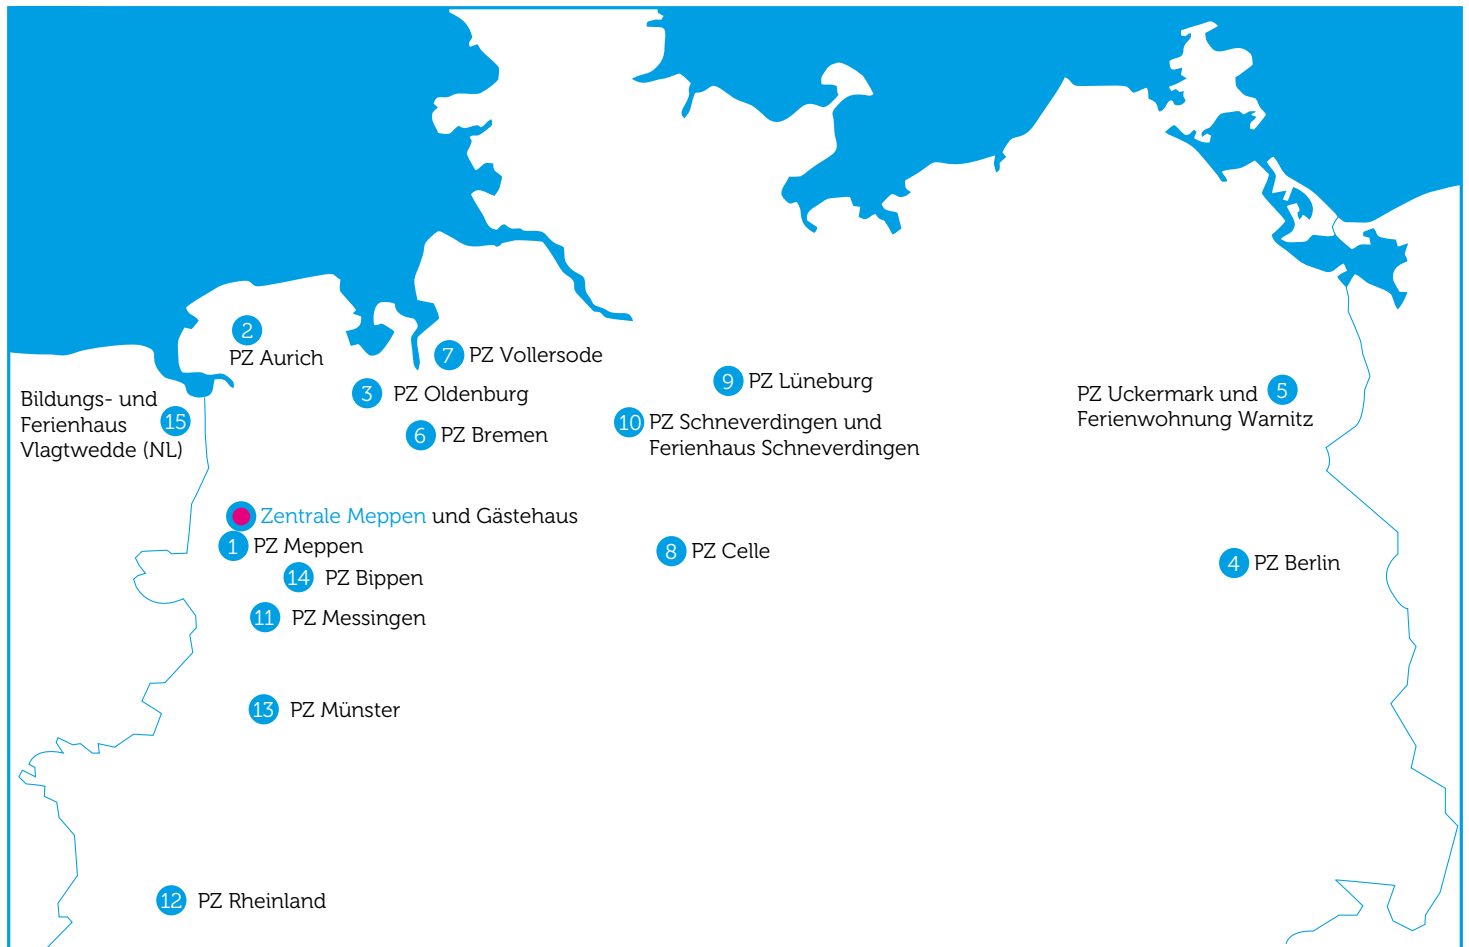 2
PZ Aurich
7 PZ Vollersode
3 PZ Oldenburg
6 PZ Bremen
9 PZ Lüneburg
10 PZ Schneverdingen und
Ferienhaus Schneverdingen
PZ Uckermark und 5
Ferienwohnung Warnitz
Bildungs- und
Ferienhaus 15
Vlagtwedde (NL)
Zentrale Meppen und Gästehaus
1 PZ Meppen
14 PZ Bippen
11 PZ Messingen
8 PZ Celle
4 PZ Berlin
13 PZ Münster
12 PZ Rheinland